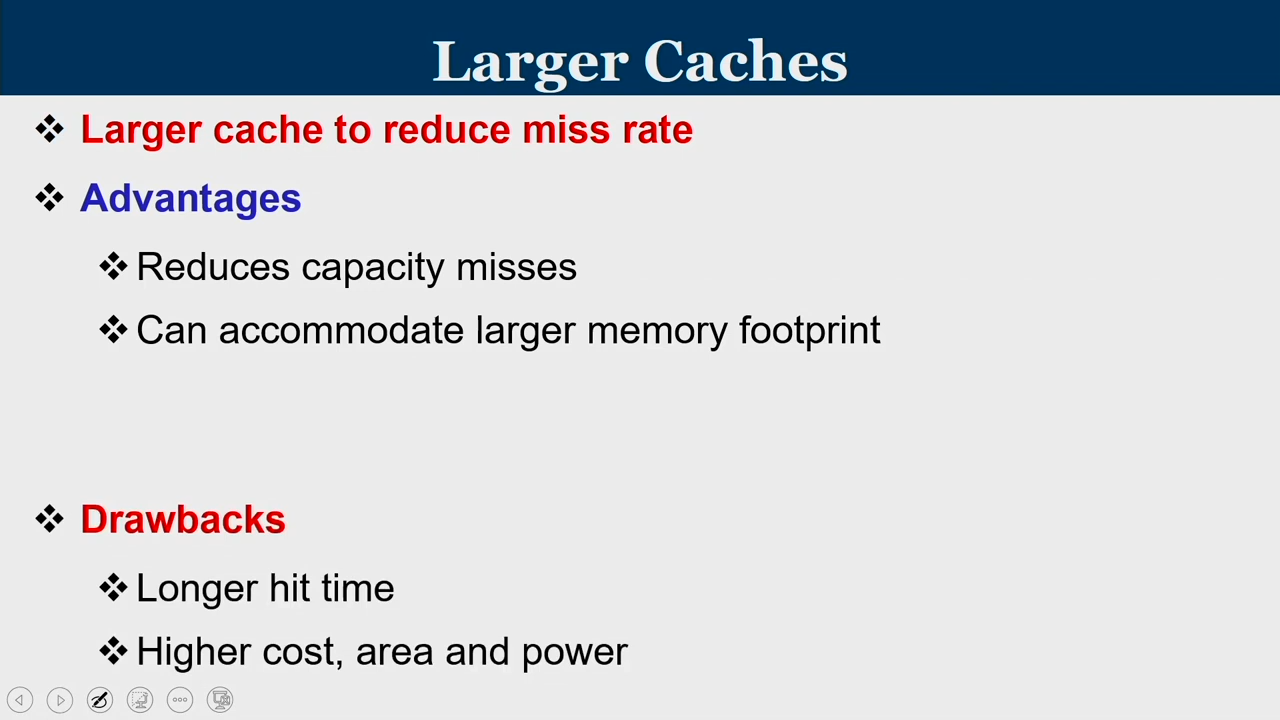 Larger Caches
❖ Larger cache to reduce miss rate
❖ Advantages
❖ Reduces capacity misses
❖ Can accommodate larger memory footprint
❖ Drawbacks
❖ Longer hit time
❖ Higher cost, area and power